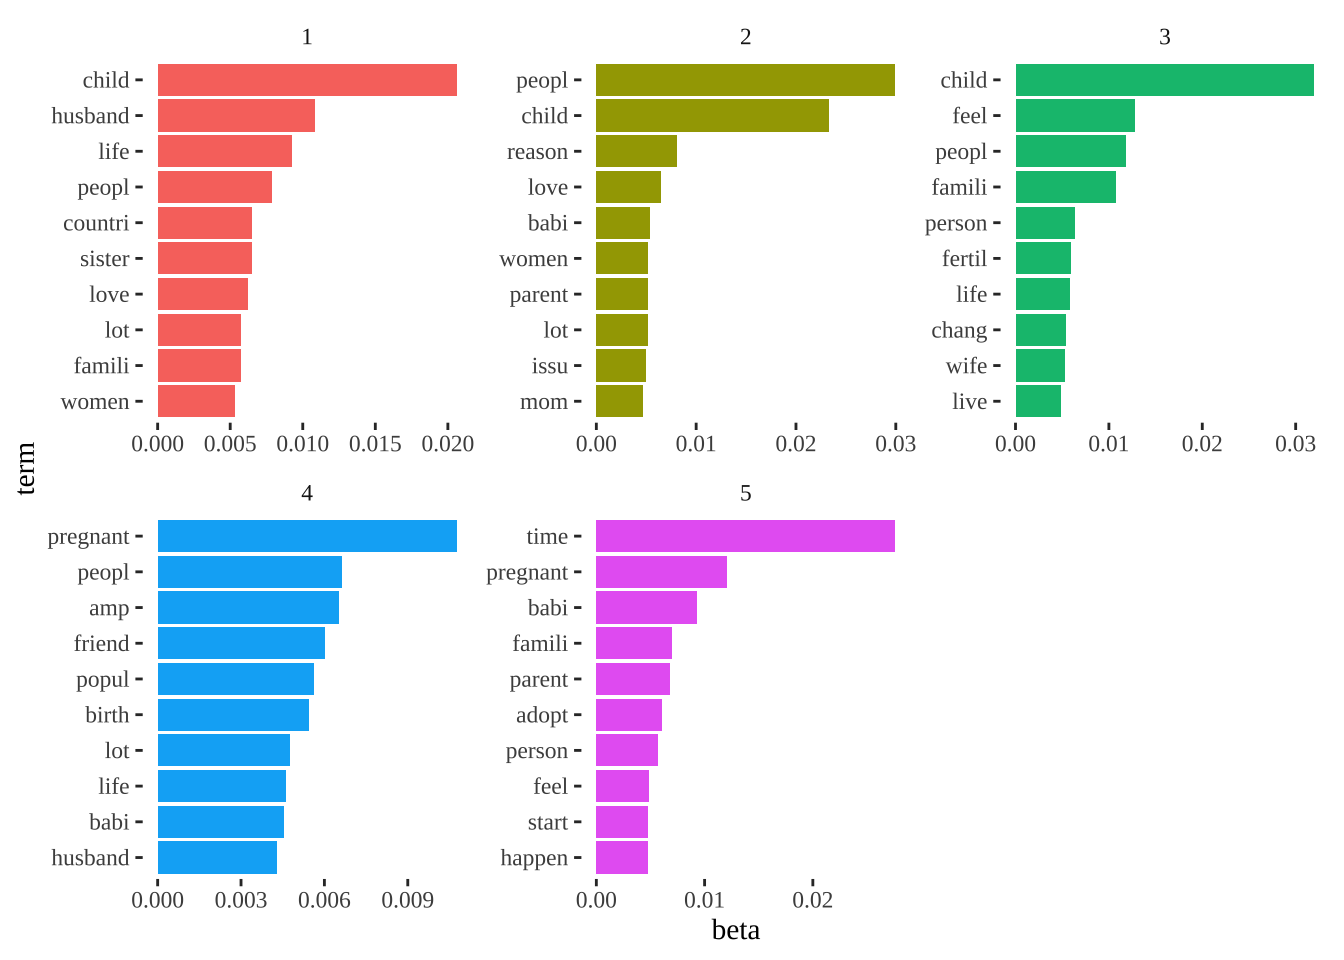 1
child
husband
life
peopl
countri
sister
love
lot
famili
women
0.000 0.005 0.010 0.015 0.020
2
peopl
child
reason
love
babi
women
parent
lot
issu
mom
0.00 0.01 0.02 0.03
3
child
feel
peopl
famili
person
fertil
life
chang
wife
live
0.00 0.01 0.02 0.03
term
4
pregnant
peopl
amp
friend
popul
birth
lot
life
babi
husband
0.000 0.003 0.006 0.009
5
time
pregnant
babi
famili
parent
adopt
person
feel
start
happen
0.00 0.01 0.02
beta